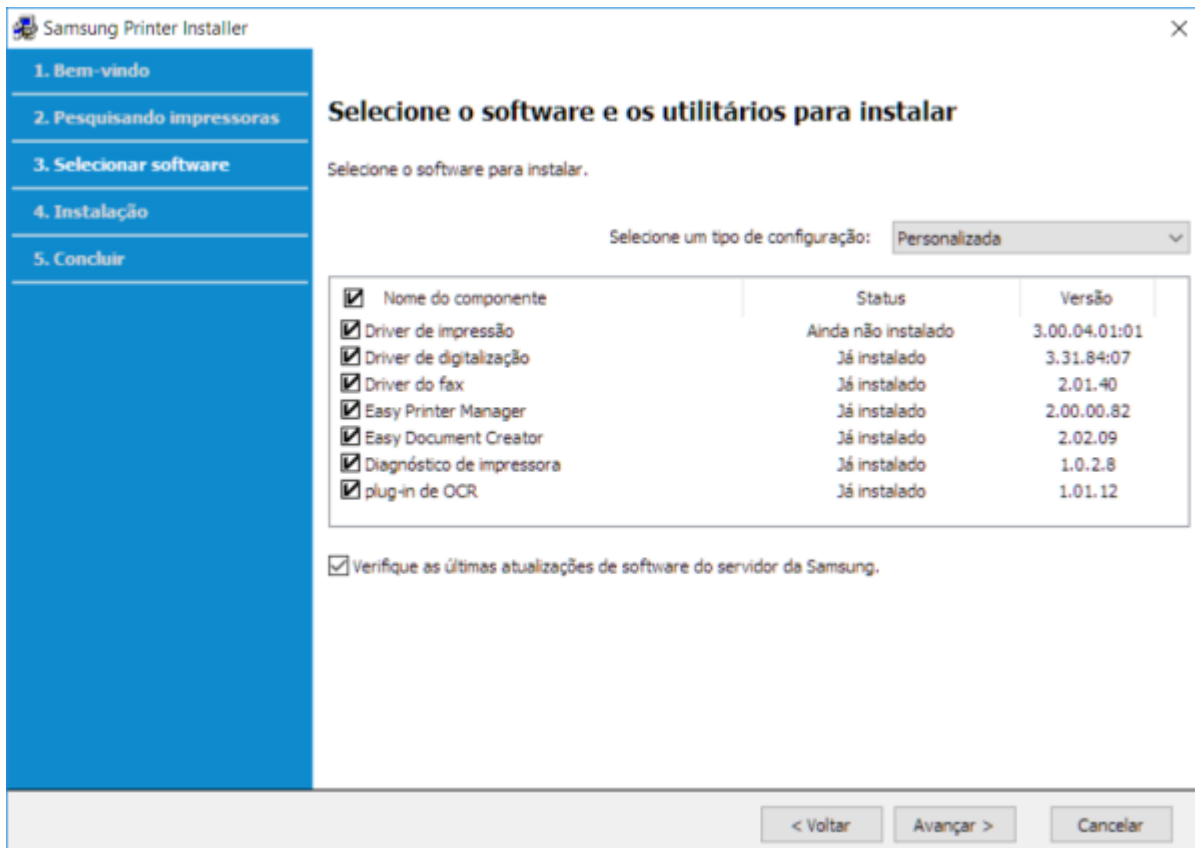 Samsung Printer Installer
1. Bem-vindo
2. Pesquisando impressoras
3. Selecionar software
4. Instalação
5. Concluir
Selecione o software e os utilitários para instalar
Selecione o software para instalar.
Selecione um tipo de configuração: Personalizada
Nome do componente Status Versão
Driver de impressão Ainda não instalado 3.00.04.01:01
Driver de digitalização Já instalado 3.31.84:07
Driver do fax Já instalado 2.01.40
Easy Printer Manager Já instalado 2.00.00.82
Easy Document Creator Já instalado 2.02.09
Diagnóstico de impressora Já instalado 1.0.2.8
plug-in de OCR Já instalado 1.01.12
Verifique as últimas atualizações de software do servidor da Samsung.
< Voltar Avançar > Cancelar